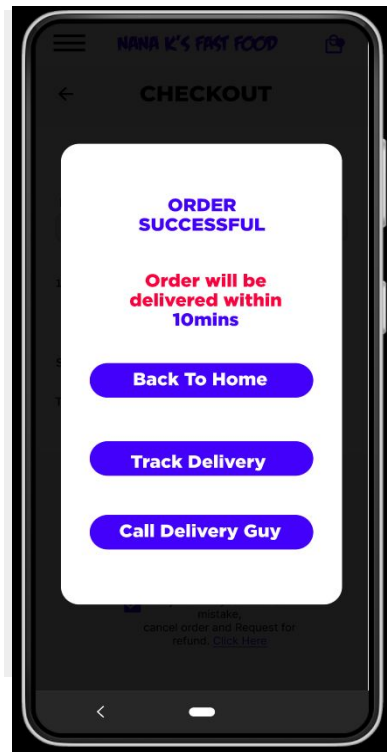 NANA K'S FAST FOOD
CHECKOUT
ORDER
SUCCESSFUL
Order will be
delivered within
10mins
Back To Home
Track Delivery
Call Delivery Guy
mistake,
cancel order and Request for
refund, Click Here